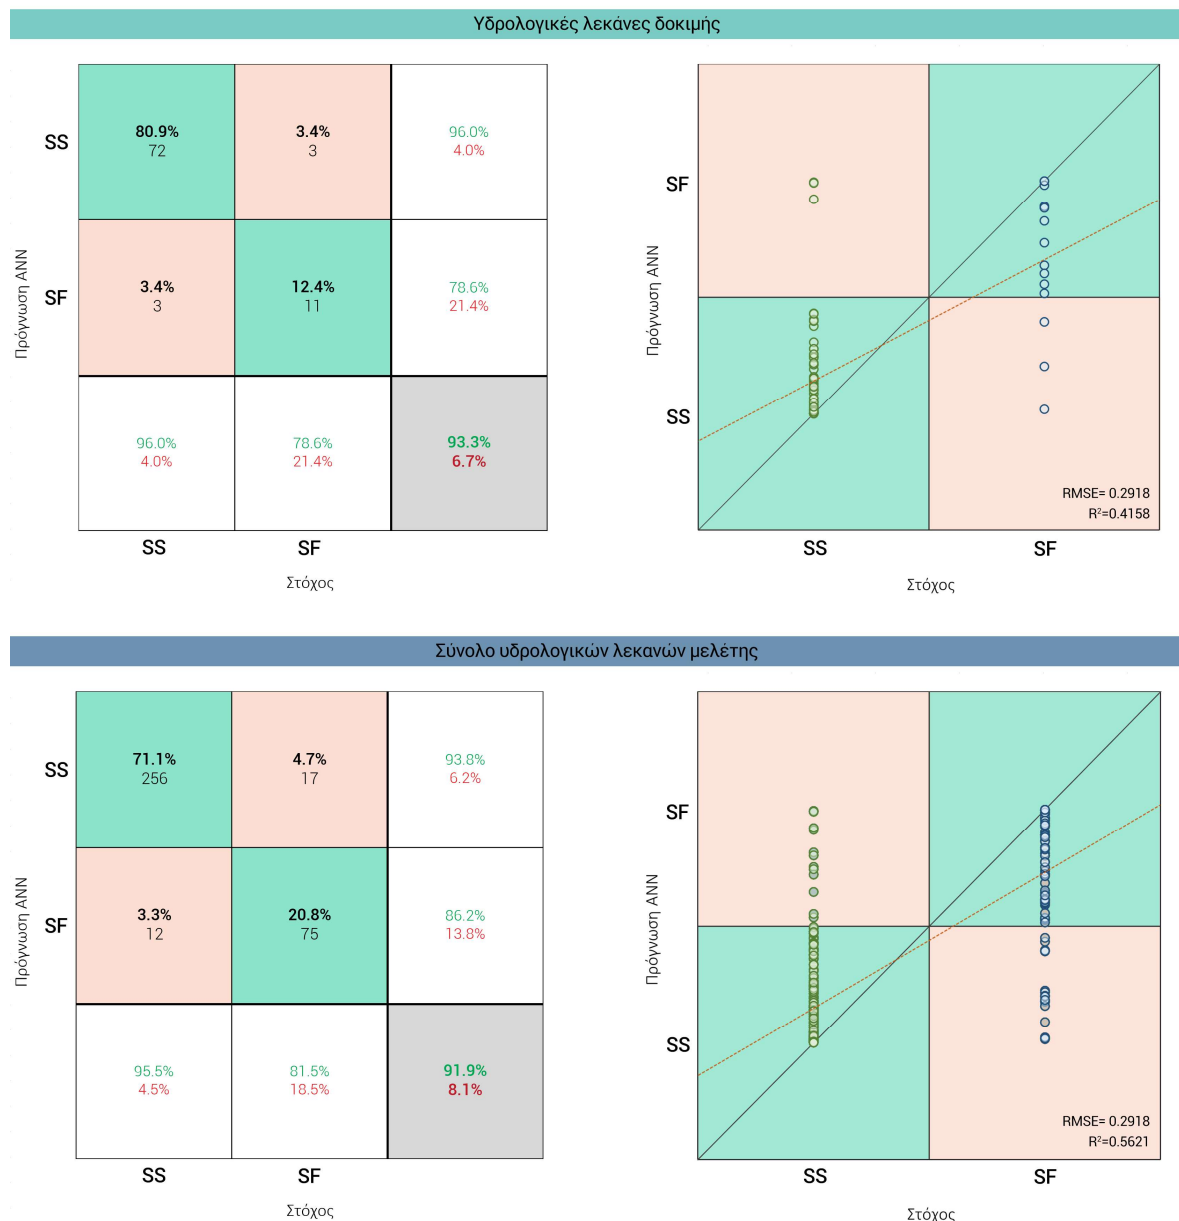 Υδρολογικές λεκάνες δοκιμής
SS
80.9%
72
3.4%
3
96.0%
4.0%
SF
3.4%
3
12.4%
11
78.6%
21.4%
96.0%
4.0%
78.6%
21.4%
93.3%
6.7%
SS
SF
Στόχος
Πρόγνωση ANN
SF
SS
Πρόγνωση ANN
RMSE= 0.2918
R²=0.4158
SS
SF
Στόχος
Σύνολο υδρολογικών λεκανών μελέτης
SS
71.1%
256
4.7%
17
93.8%
6.2%
SF
3.3%
12
20.8%
75
86.2%
13.8%
95.5%
4.5%
81.5%
18.5%
91.9%
8.1%
SS
SF
Στόχος
Πρόγνωση ANN
SF
SS
Πρόγνωση ANN
RMSE= 0.2918
R²=0.5621
SS
SF
Στόχος